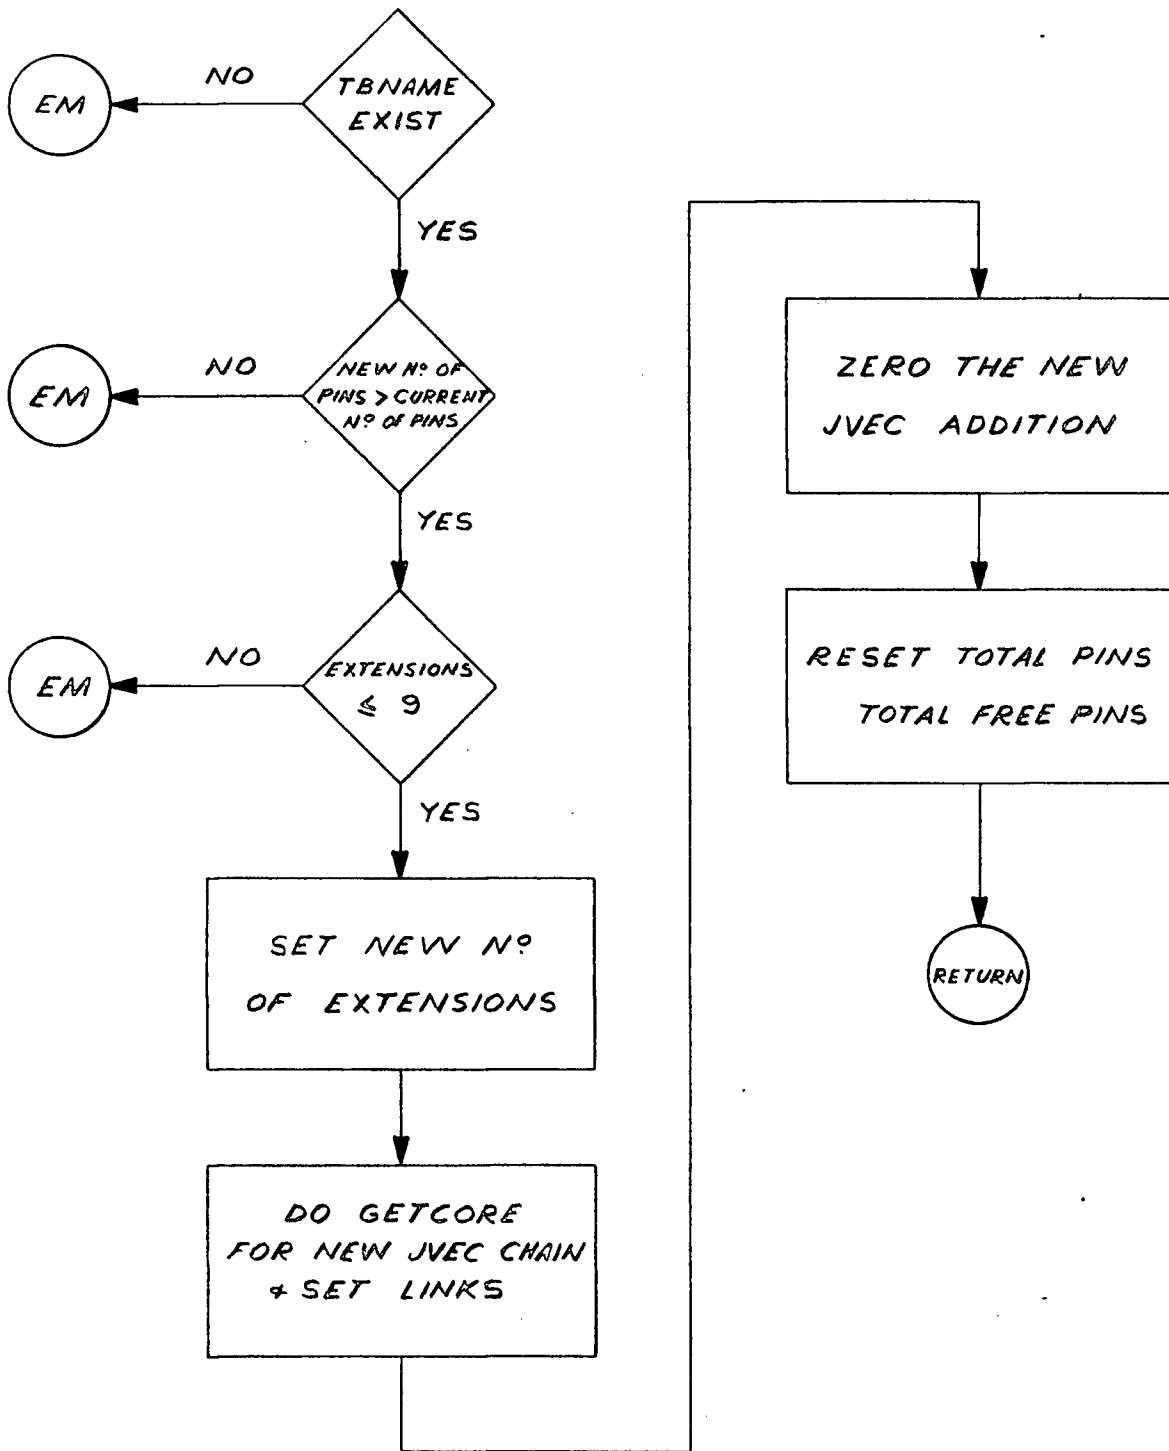 TBNAME
EXIST
NO
EM
YES
NEW Nº OF
PINS > CURRENT
Nº OF PINS
NO
EM
YES
EXTENSIONS
≤ 9
NO
EM
YES
SET NEW Nº
OF EXTENSIONS
DO GETCORE
FOR NEW JVEC CHAIN
& SET LINKS
ZERO THE NEW
JVEC ADDITION
RESET TOTAL PINS
TOTAL FREE PINS
RETURN